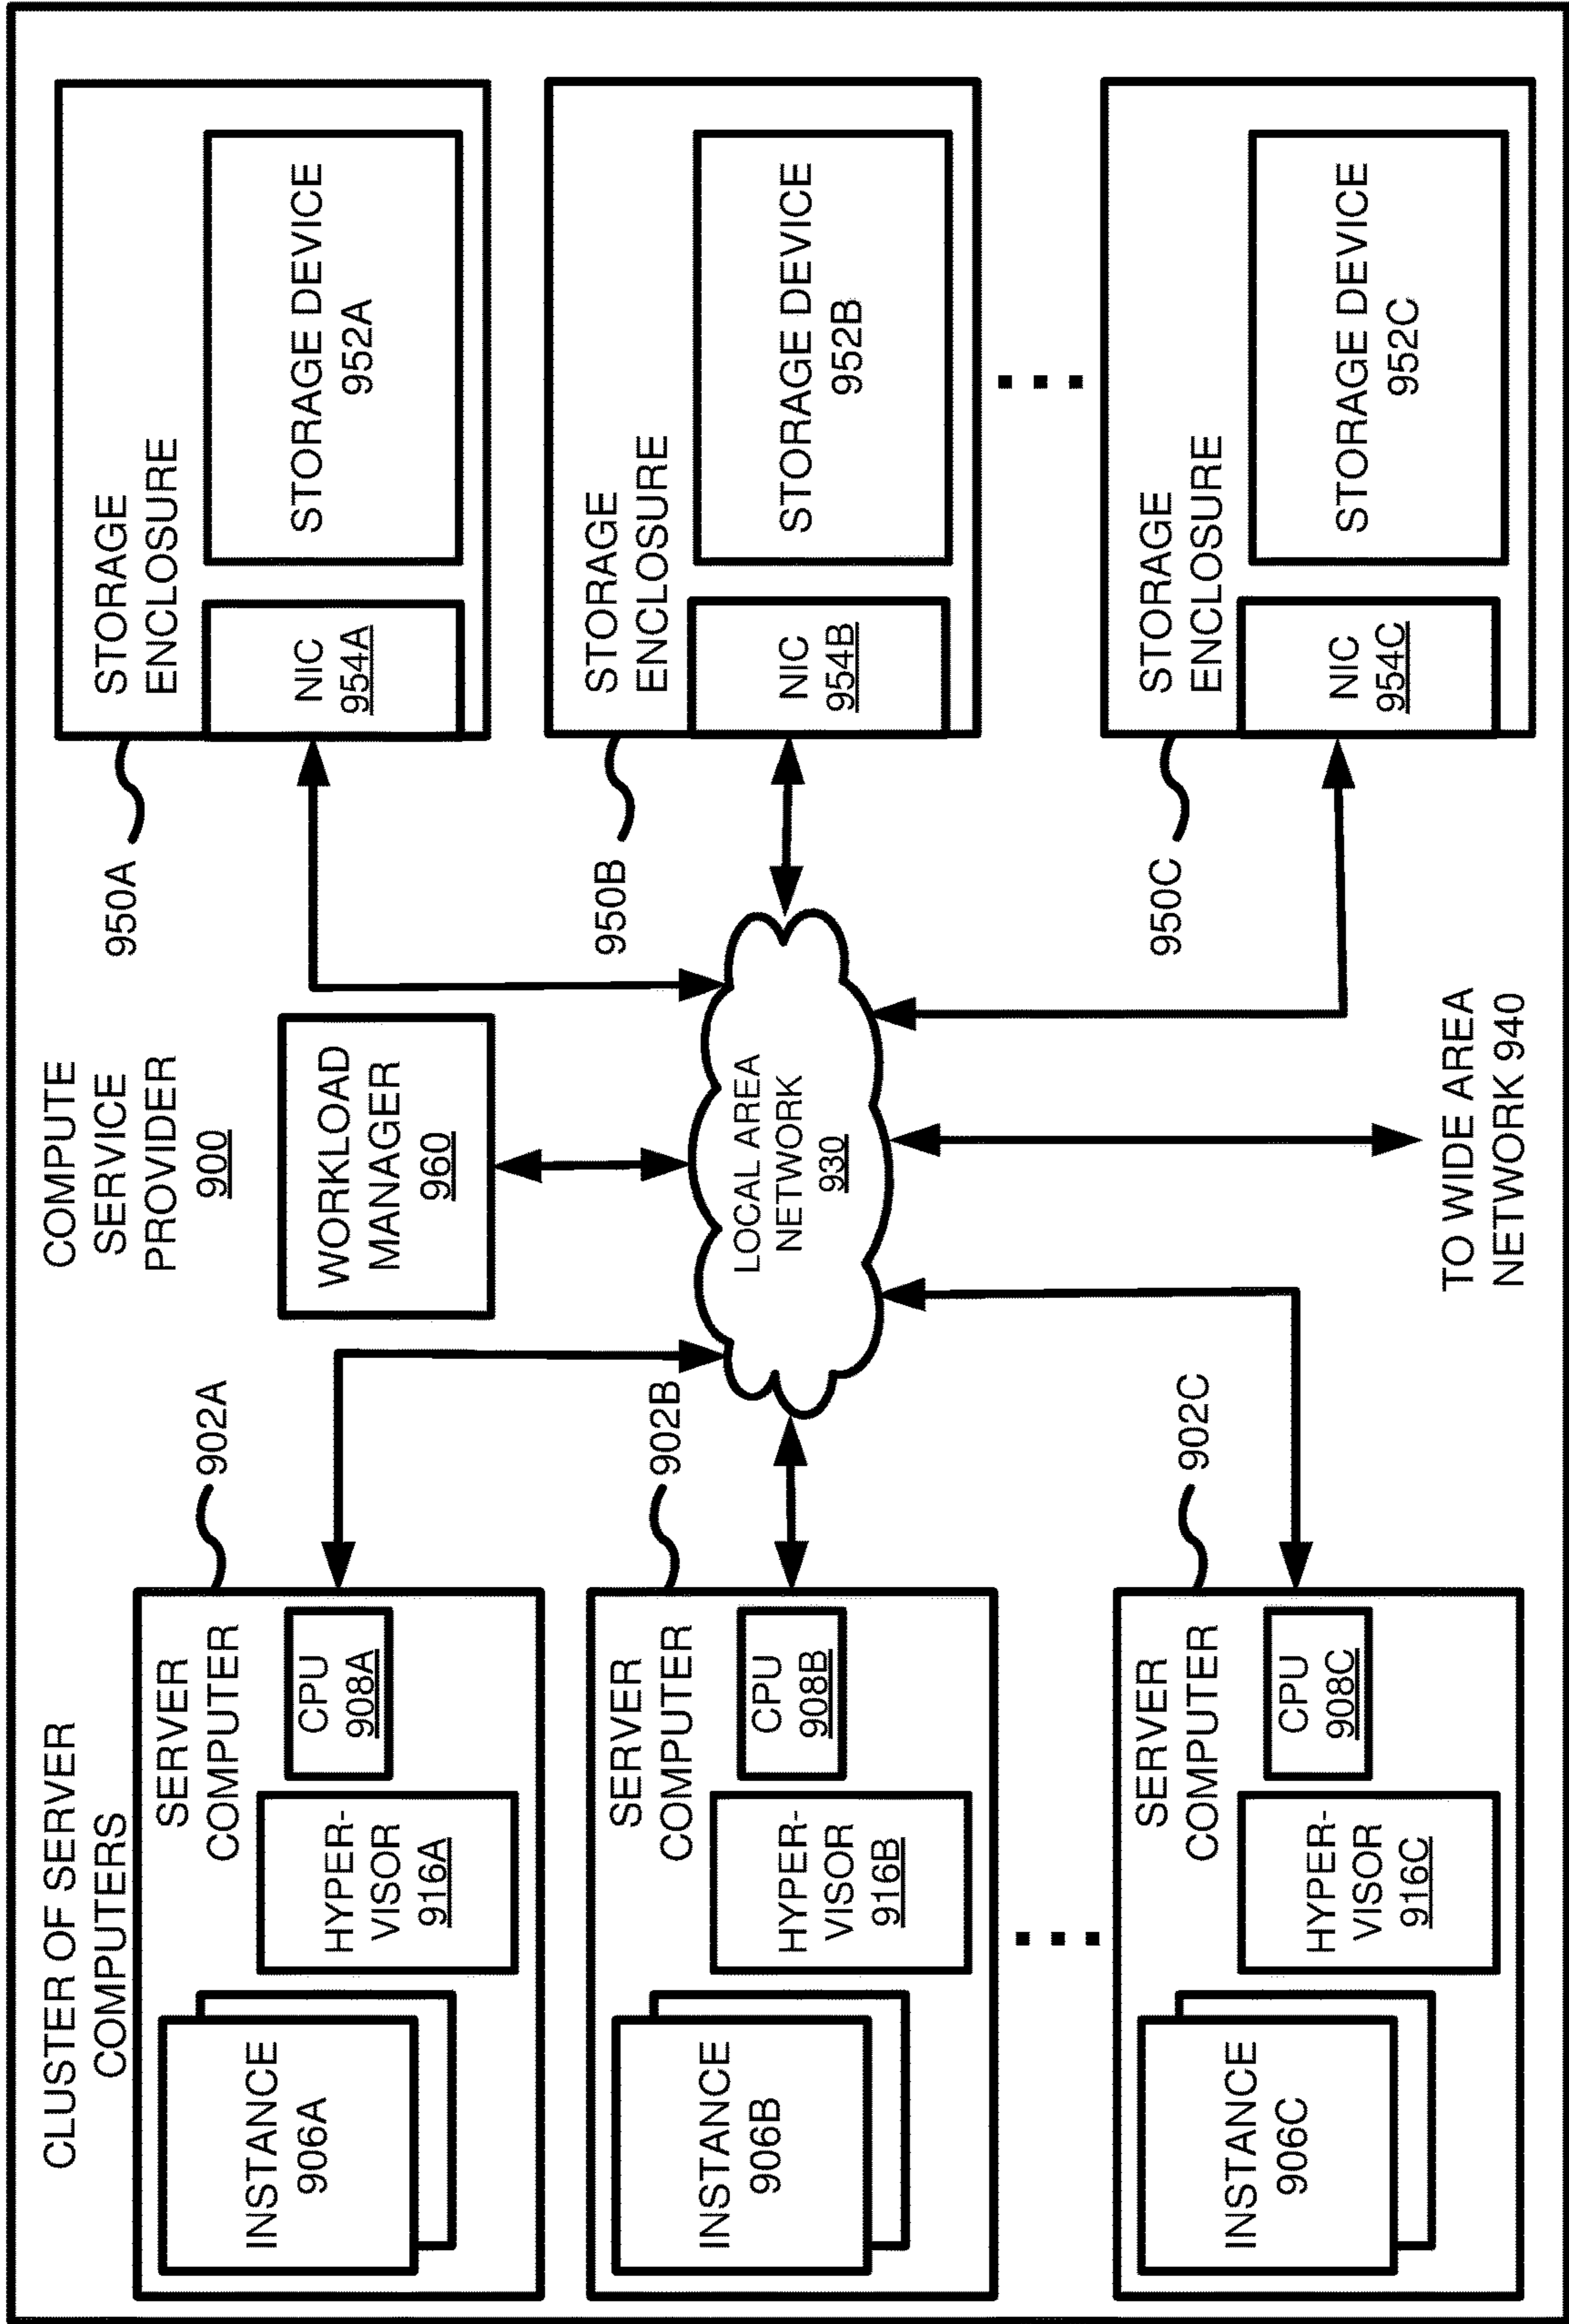 CLUSTER OF SERVER
COMPUTERS
902A
SERVER
COMPUTER
INSTANCE
906A
HYPER-
VISOR
916A
CPU
908A
902B
SERVER
COMPUTER
INSTANCE
906B
HYPER-
VISOR
916B
CPU
908B
902C
SERVER
COMPUTER
INSTANCE
906C
HYPER-
VISOR
916C
CPU
908C
COMPUTE
SERVICE
PROVIDER
900
WORKLOAD
MANAGER
960
LOCAL AREA
NETWORK
930
TO WIDE AREA
NETWORK 940
950A
STORAGE
ENCLOSURE
NIC
954A
STORAGE DEVICE
952A
950B
STORAGE
ENCLOSURE
NIC
954B
STORAGE DEVICE
952B
950C
STORAGE
ENCLOSURE
NIC
954C
STORAGE DEVICE
952C